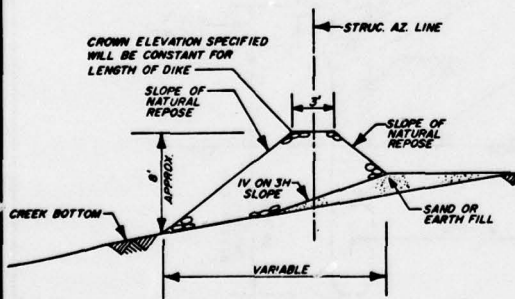 STRUC. AZ. LINE
CROWN ELEVATION SPECIFIED
WILL BE CONSTANT FOR
LENGTH OF DIKE
SLOPE OF
NATURAL
REPOSE
3'
SLOPE OF
NATURAL
REPOSE
8'
APPROX.
1V ON 3H
SLOPE
CREEK BOTTOM
SAND OR
EARTH FILL
VARIABLE